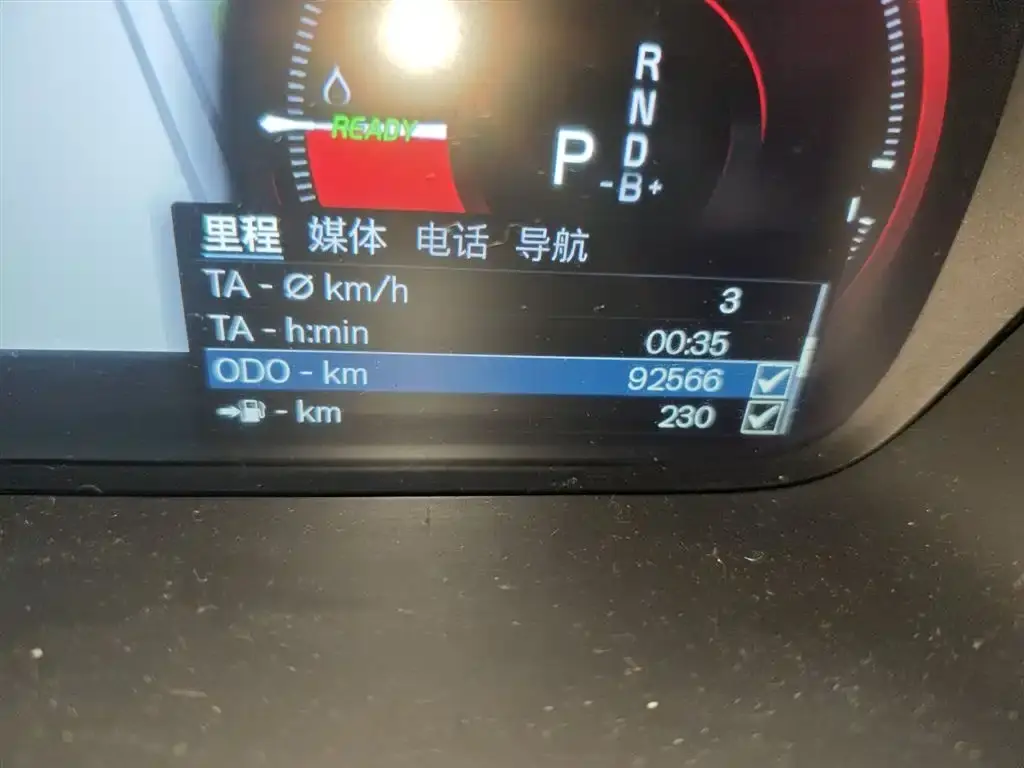 R
N
READY
P
D
-B+
里程 媒体 电话 导航
TA - Ø km/h 3
TA - h:min 00:35
ODO - km 92566
- km 230